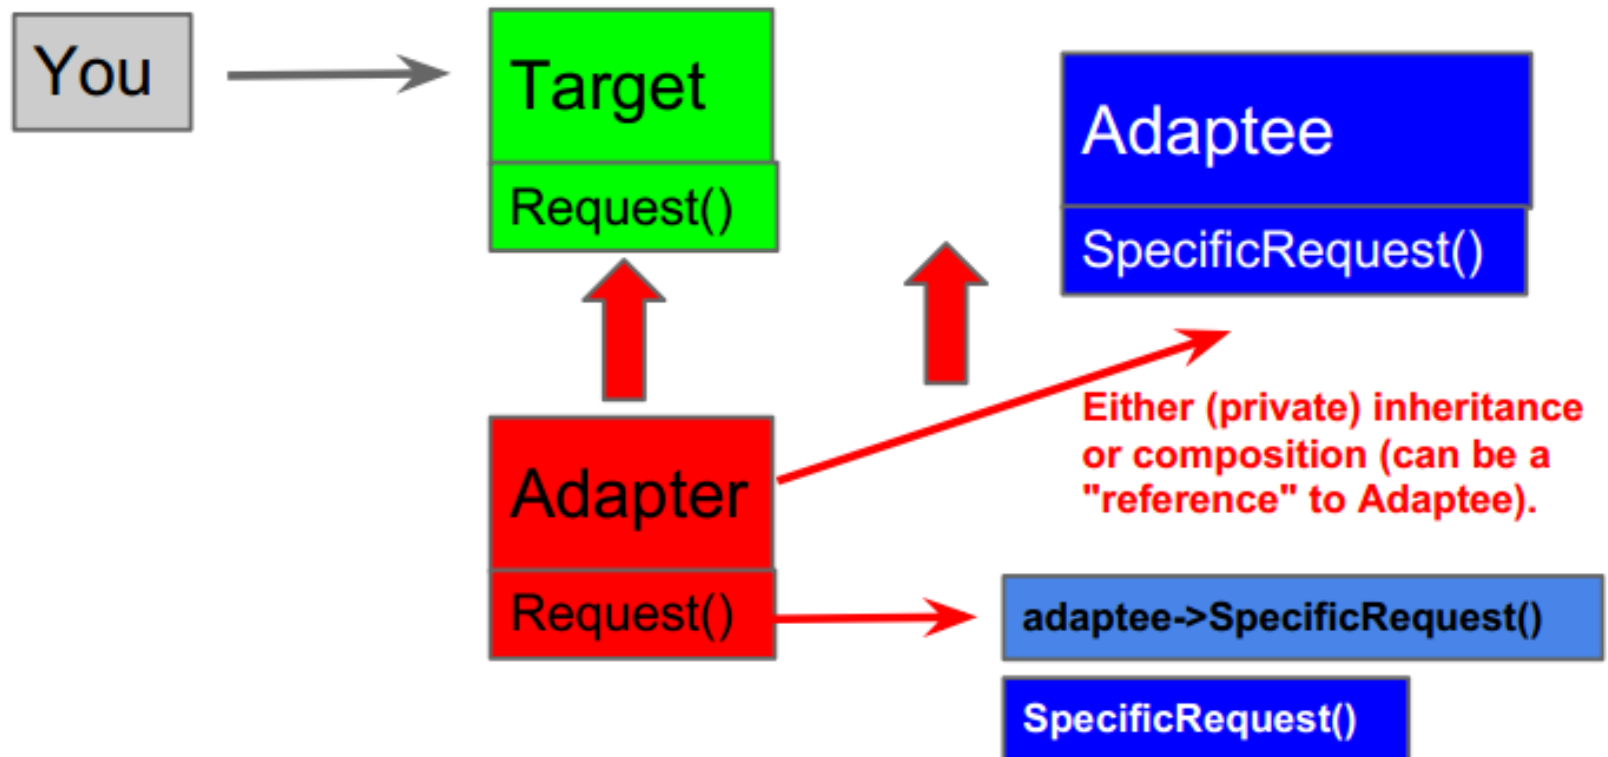 You
Target
Request()
Adaptee
SpecificRequest()
Either (private) inheritance
or composition (can be a
"reference" to Adaptee).
Adapter
Request()
adaptee->SpecificRequest()
SpecificRequest()